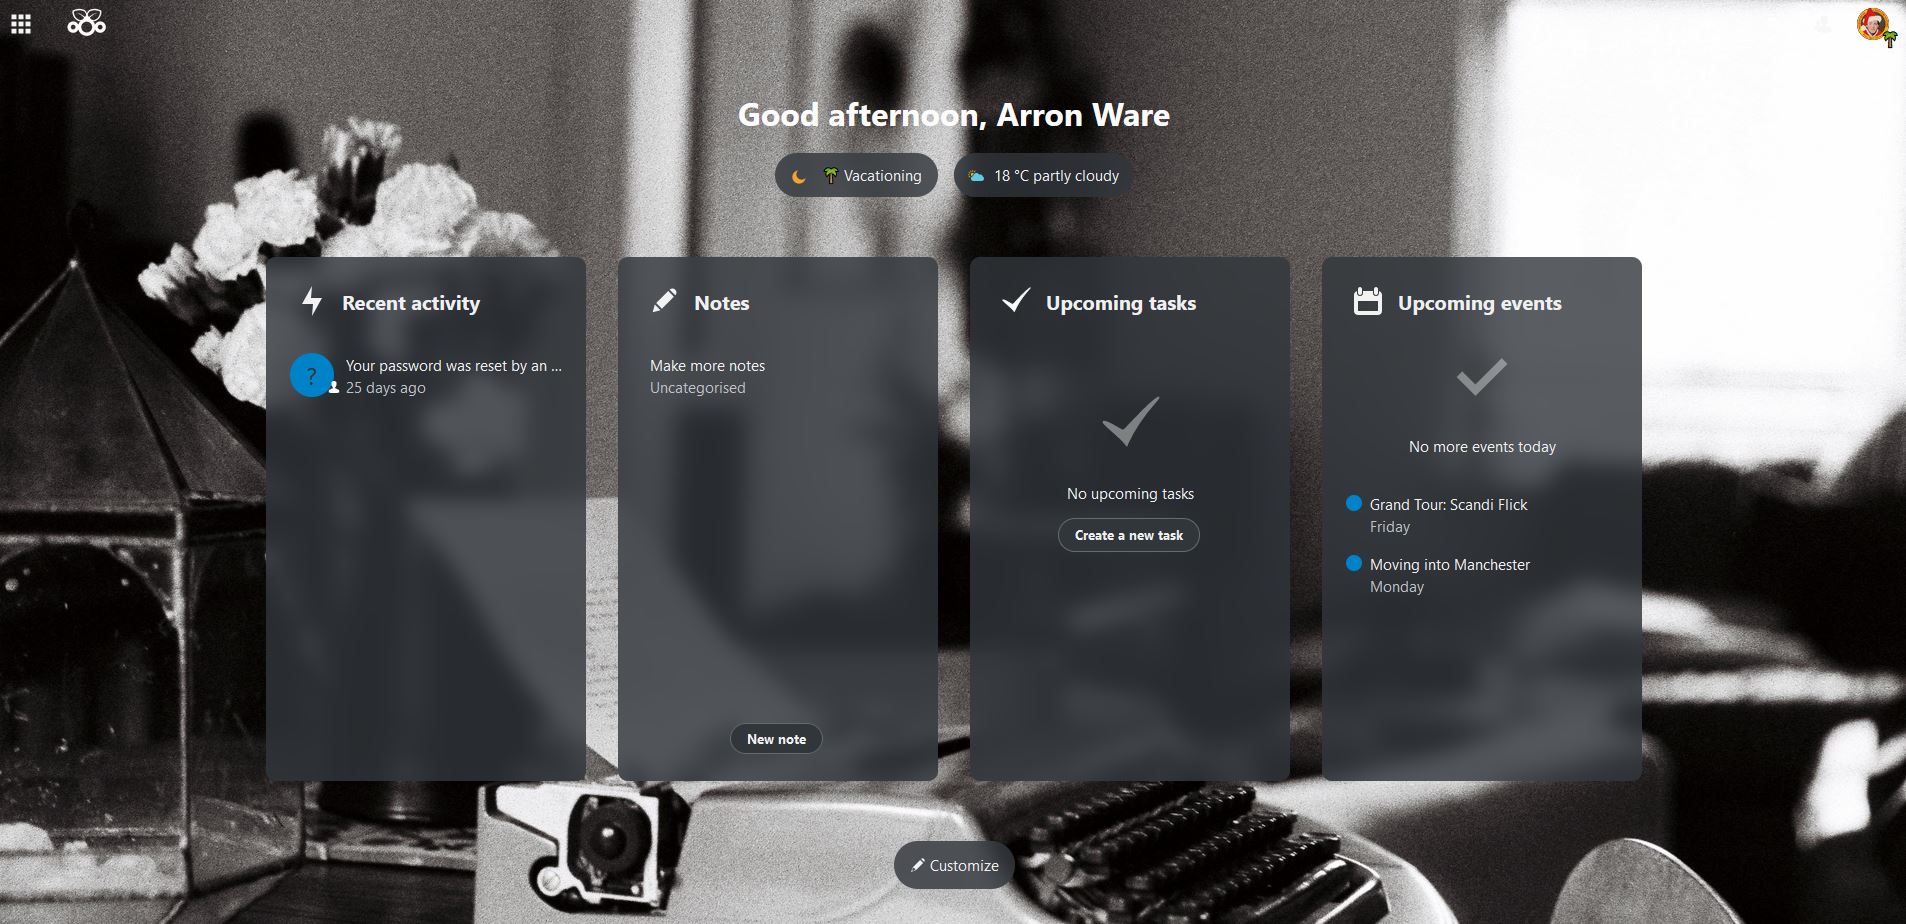 Good afternoon, Arron Ware
Vacationing
18 °C partly cloudy
Recent activity
?
Your password was reset by an ...
25 days ago
Notes
Make more notes
Uncategorised
New note
Upcoming tasks
No upcoming tasks
Create a new task
Upcoming events
No more events today
Grand Tour: Scandi Flick
Friday
Moving into Manchester
Monday
Customize